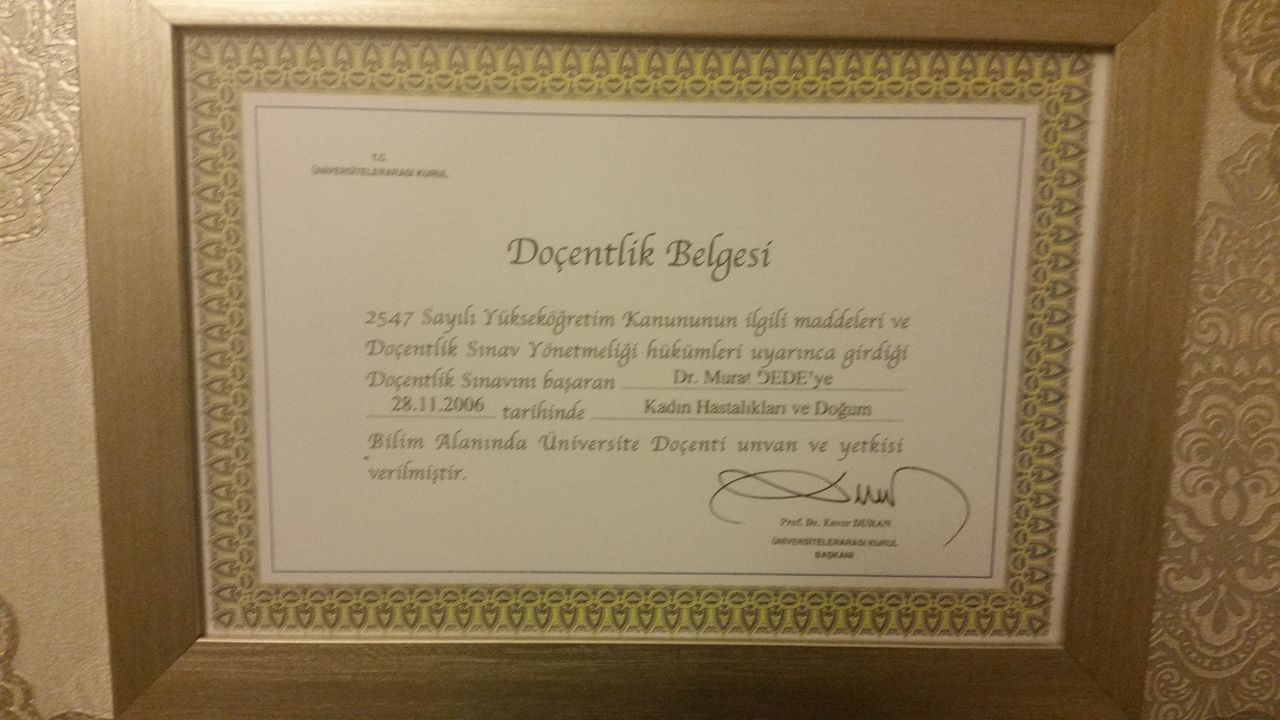 T.C.
ÜNİVERSİTELERARASI KURUL
Doçentlik Belgesi
2547 Sayılı Yükseköğretim Kanununun ilgili maddeleri ve
Doçentlik Sınav Yönetmeliği hükümleri uyarınca girdiği
Doçentlik Sınavını başaran Dr. Murat DEDE'ye
28.11.2006 tarihinde Kadın Hastalıkları ve Doğum
Bilim Alanında Üniversite Doçenti unvan ve yetkisi
verilmiştir.
Prof. Dr. Enver DURAN
ÜNİVERSİTELERARASI KURUL
BAŞKANI